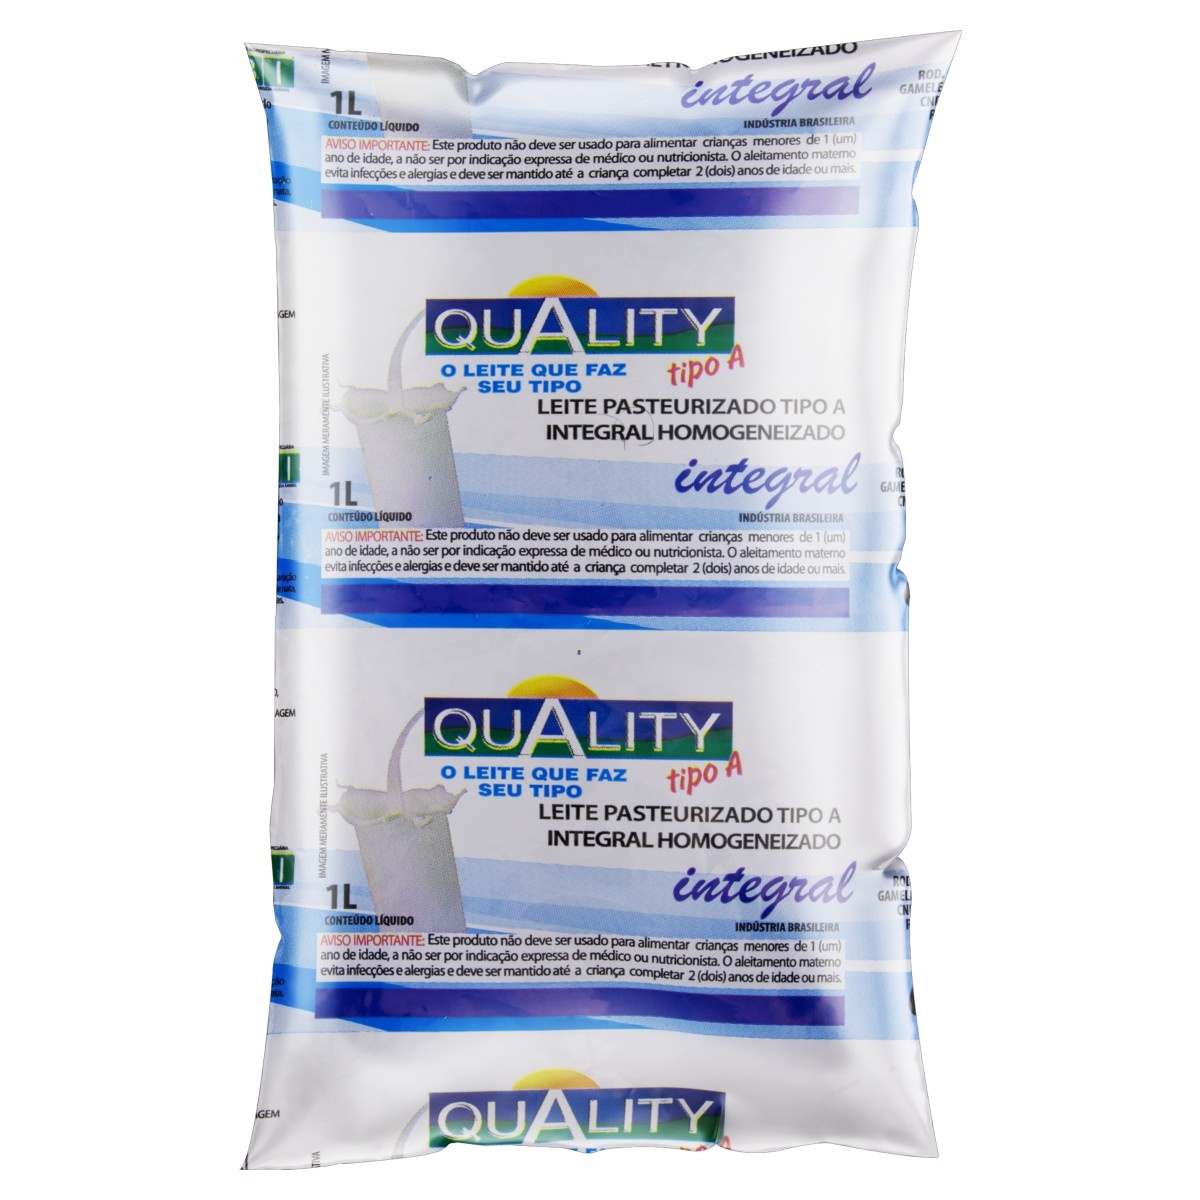 1L
CONTEÚDO LÍQUIDO
integral
INDÚSTRIA BRASILEIRA
ROD.
AVISO IMPORTANTE: Este produto não deve ser usado para alimentar crianças menores de 1 (um)
ano de idade, a não ser por indicação expressa de médico ou nutricionista. O aleitamento materno
evita infecções e alergias e deve ser mantido até a criança completar 2 (dois) anos de idade ou mais.
QUALITY
tipo A
O LEITE QUE FAZ
SEU TIPO
LEITE PASTEURIZADO TIPO A
INTEGRAL HOMOGENEIZADO
integral
IMAGEM MERAMENTE ILUSTRATIVA
1L
CONTEÚDO LÍQUIDO
INDÚSTRIA BRASILEIRA
AVISO IMPORTANTE: Este produto não deve ser usado para alimentar crianças menores de 1 (um)
ano de idade, a não ser por indicação expressa de médico ou nutricionista. O aleitamento materno
evita infecções e alergias e deve ser mantido até a criança completar 2 (dois) anos de idade ou mais.
QUALITY
tipo A
O LEITE QUE FAZ
SEU TIPO
LEITE PASTEURIZADO TIPO A
INTEGRAL HOMOGENEIZADO
integral
IMAGEM MERAMENTE ILUSTRATIVA
1L
CONTEÚDO LÍQUIDO
INDÚSTRIA BRASILEIRA
AVISO IMPORTANTE: Este produto não deve ser usado para alimentar crianças menores de 1 (um)
ano de idade, a não ser por indicação expressa de médico ou nutricionista. O aleitamento materno
evita infecções e alergias e deve ser mantido até a criança completar 2 (dois) anos de idade ou mais.
QUALITY